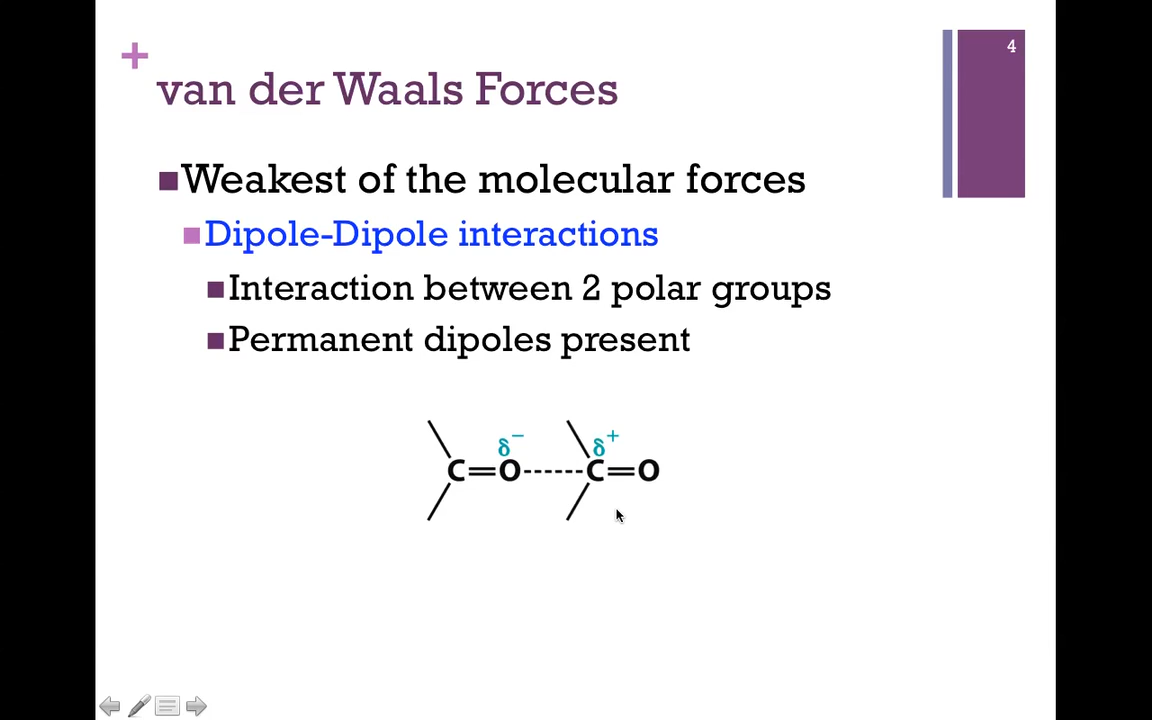 4
+
van der Waals Forces
Weakest of the molecular forces
Dipole-Dipole interactions
Interaction between 2 polar groups
Permanent dipoles present
δ⁻ δ⁺
C=O------C=O